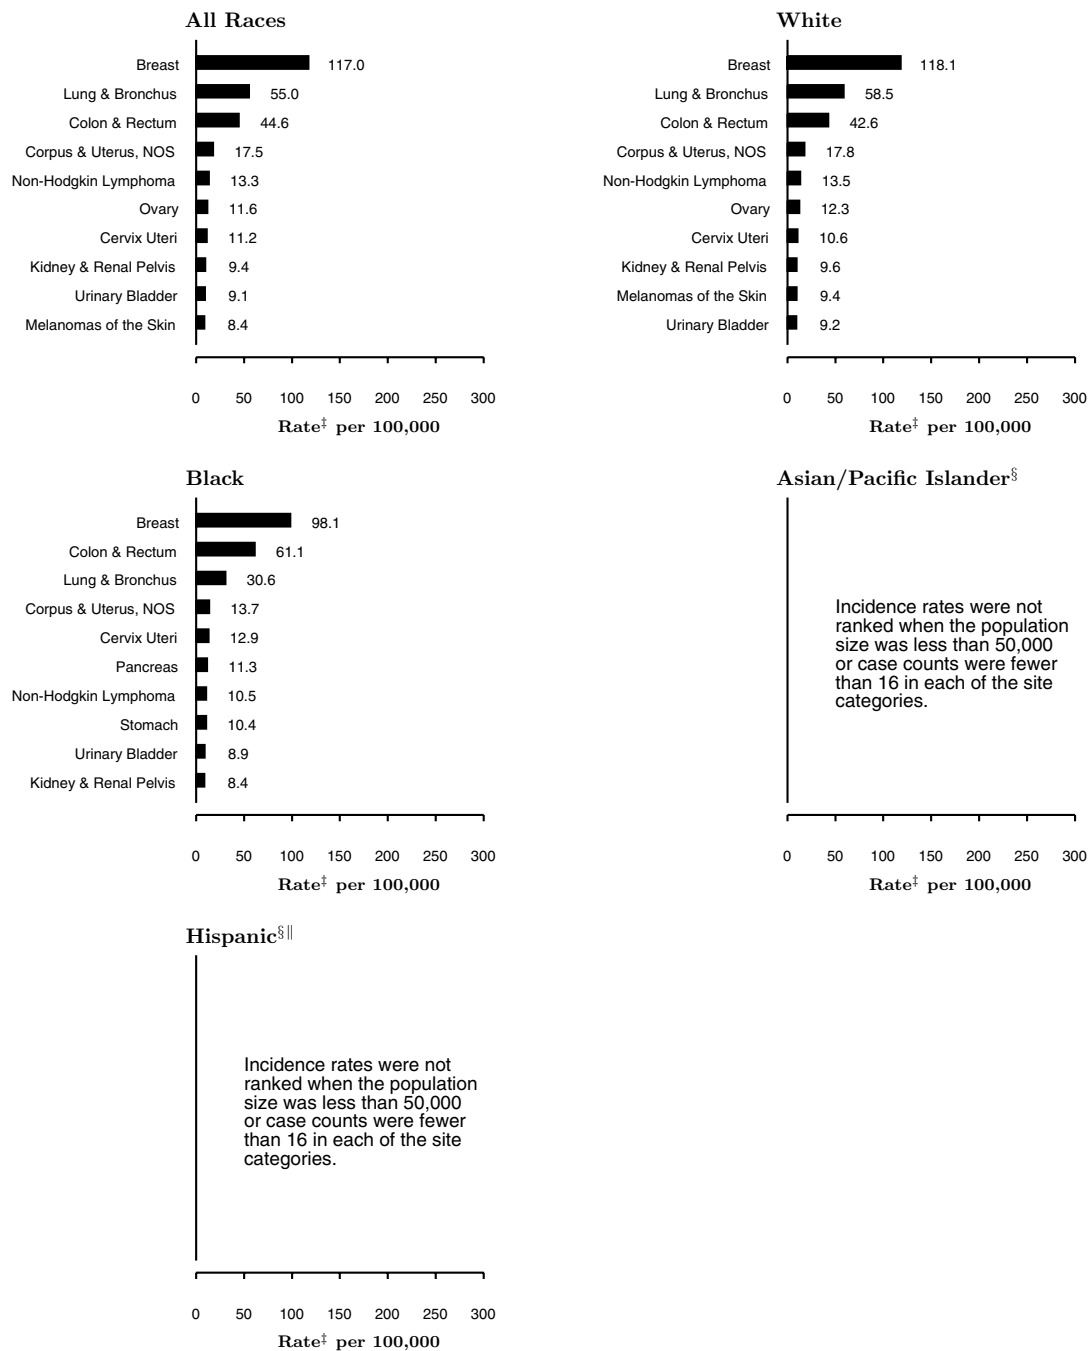 All Races
Breast 117.0
Lung & Bronchus 55.0
Colon & Rectum 44.6
Corpus & Uterus, NOS 17.5
Non-Hodgkin Lymphoma 13.3
Ovary 11.6
Cervix Uteri 11.2
Kidney & Renal Pelvis 9.4
Urinary Bladder 9.1
Melanomas of the Skin 8.4
0 50 100 150 200 250 300
Rate‡ per 100,000
White
Breast 118.1
Lung & Bronchus 58.5
Colon & Rectum 42.6
Corpus & Uterus, NOS 17.8
Non-Hodgkin Lymphoma 13.5
Ovary 12.3
Cervix Uteri 10.6
Kidney & Renal Pelvis 9.6
Melanomas of the Skin 9.4
Urinary Bladder 9.2
0 50 100 150 200 250 300
Rate‡ per 100,000
Black
Breast 98.1
Colon & Rectum 61.1
Lung & Bronchus 30.6
Corpus & Uterus, NOS 13.7
Cervix Uteri 12.9
Pancreas 11.3
Non-Hodgkin Lymphoma 10.5
Stomach 10.4
Urinary Bladder 8.9
Kidney & Renal Pelvis 8.4
0 50 100 150 200 250 300
Rate‡ per 100,000
Asian/Pacific Islander§
Incidence rates were not
ranked when the population
size was less than 50,000
or case counts were fewer
than 16 in each of the site
categories.
0 50 100 150 200 250 300
Rate‡ per 100,000
Hispanic§‖
Incidence rates were not
ranked when the population
size was less than 50,000
or case counts were fewer
than 16 in each of the site
categories.
0 50 100 150 200 250 300
Rate‡ per 100,000